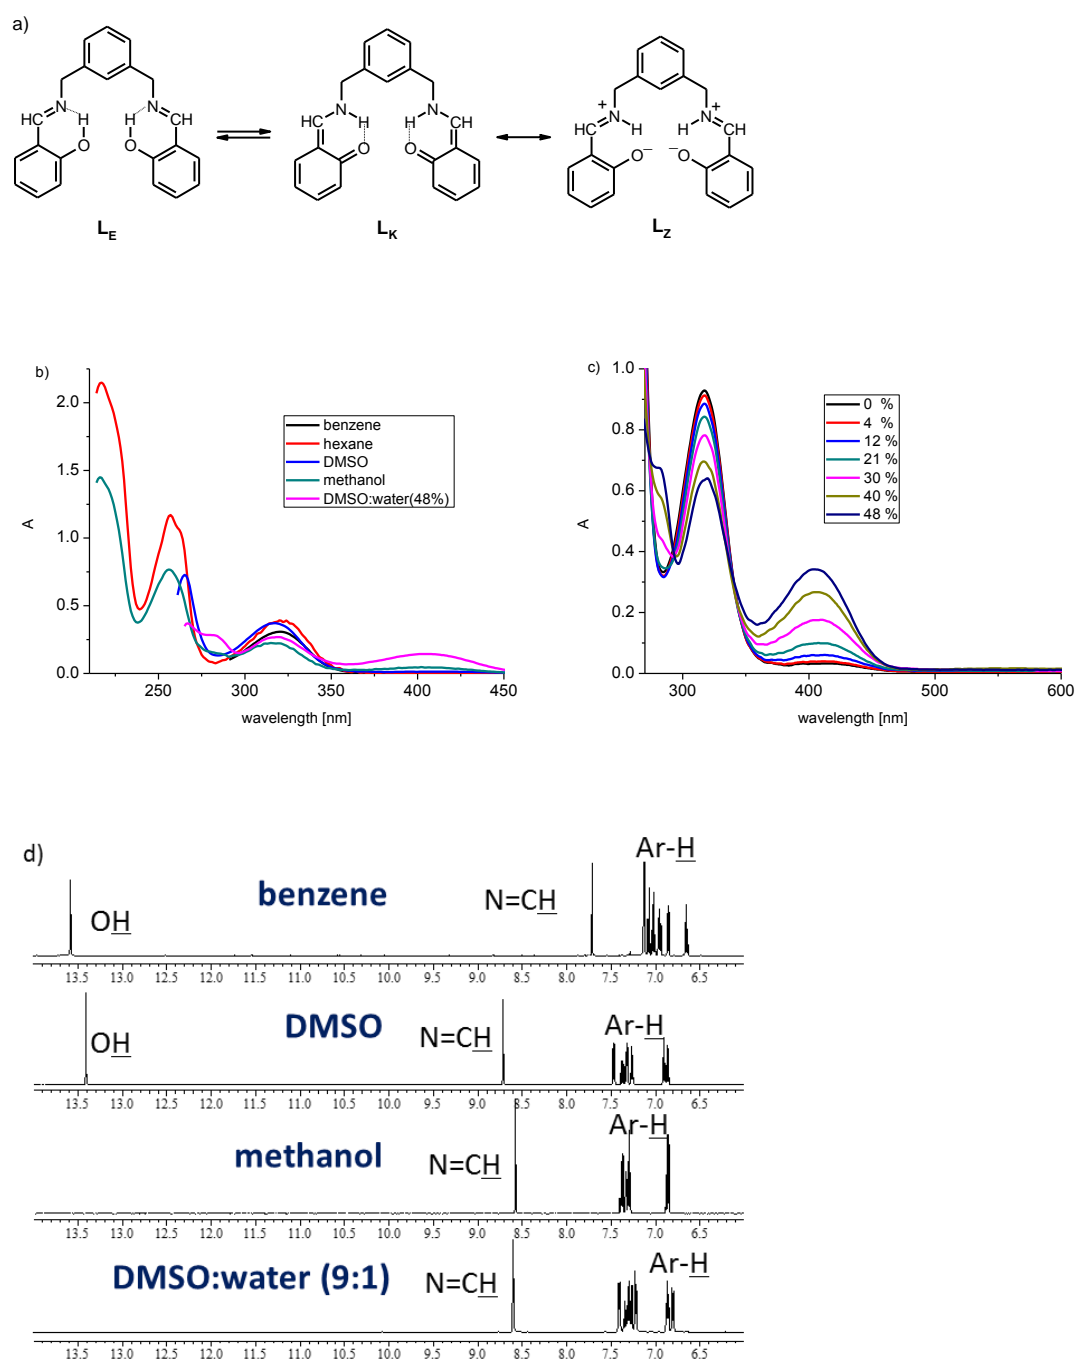 a)
N N
CH H H CH
O O
L_E
N N
CH H H CH
O O
L_K
+ +
N N
CH H H CH
O⁻ ⁻O
L_Z
b)
2.0
1.5
1.0
0.5
0.0
A
250 300 350 400 450
wavelength [nm]
benzene
hexane
DMSO
methanol
DMSO:water(48%)
c)
1.0
0.8
0.6
0.4
0.2
0.0
A
300 400 500 600
wavelength [nm]
0 %
4 %
12 %
21 %
30 %
40 %
48 %
d)
benzene
OH
N=CH
Ar-H
13.5 13.0 12.5 12.0 11.5 11.0 10.5 10.0 9.5 9.0 8.5 8.0 7.5 7.0 6.5
DMSO
OH
N=CH
Ar-H
13.5 13.0 12.5 12.0 11.5 11.0 10.5 10.0 9.5 9.0 8.5 8.0 7.5 7.0 6.5
methanol
N=CH
Ar-H
13.5 13.0 12.5 12.0 11.5 11.0 10.5 10.0 9.5 9.0 8.5 8.0 7.5 7.0 6.5
DMSO:water (9:1)
N=CH
Ar-H
13.5 13.0 12.5 12.0 11.5 11.0 10.5 10.0 9.5 9.0 8.5 8.0 7.5 7.0 6.5